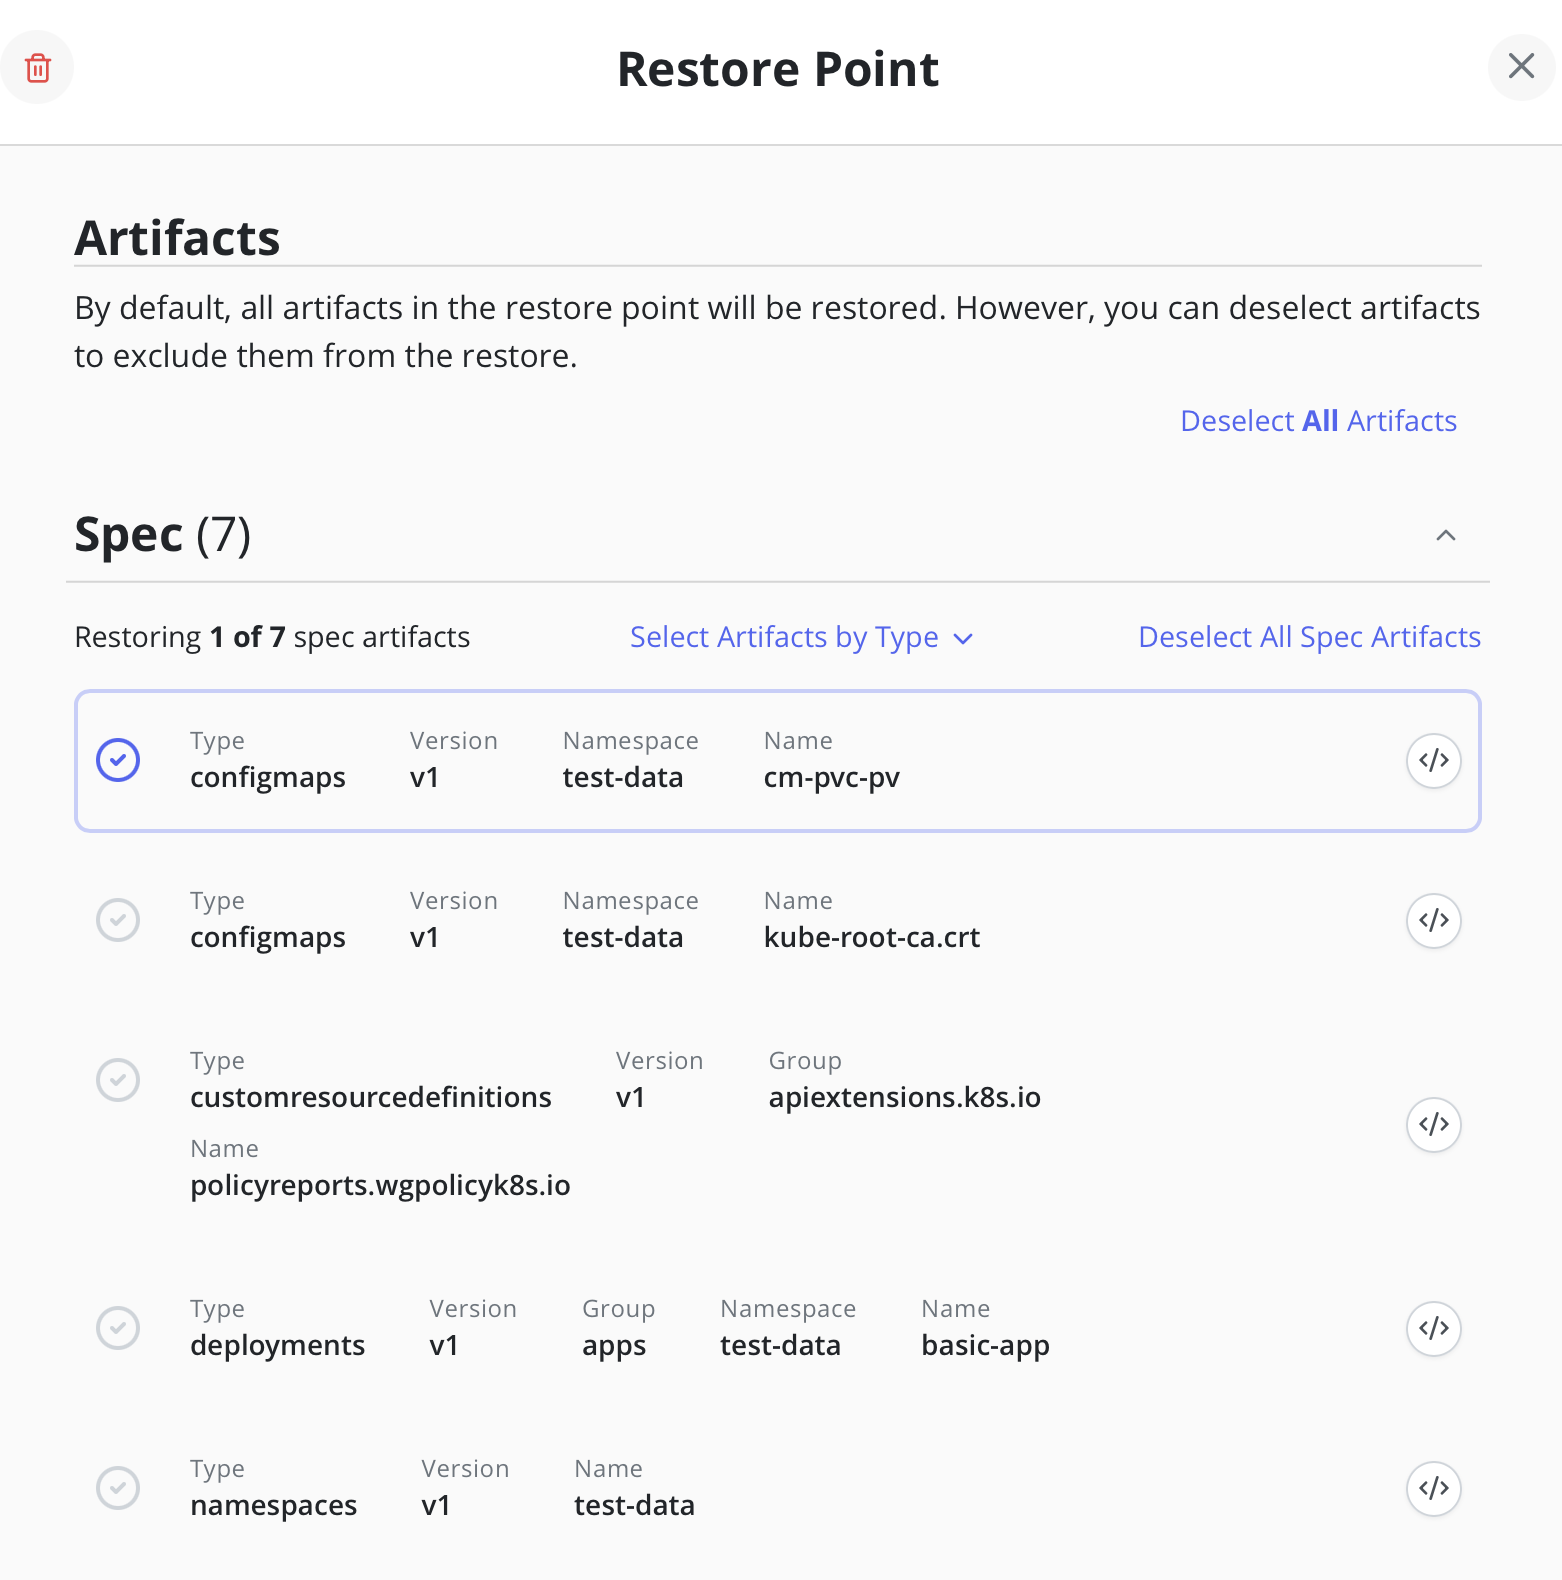 Restore Point
Artifacts
By default, all artifacts in the restore point will be restored. However, you can deselect artifacts
to exclude them from the restore.
Deselect All Artifacts
Spec (7)
Restoring 1 of 7 spec artifacts Select Artifacts by Type Deselect All Spec Artifacts
Type Version Namespace Name
configmaps v1 test-data cm-pvc-pv
Type Version Namespace Name
configmaps v1 test-data kube-root-ca.crt
Type Version Group
customresourcedefinitions v1 apiextensions.k8s.io
Name
policyreports.wgpolicyk8s.io
Type Version Group Namespace Name
deployments v1 apps test-data basic-app
Type Version Name
namespaces v1 test-data